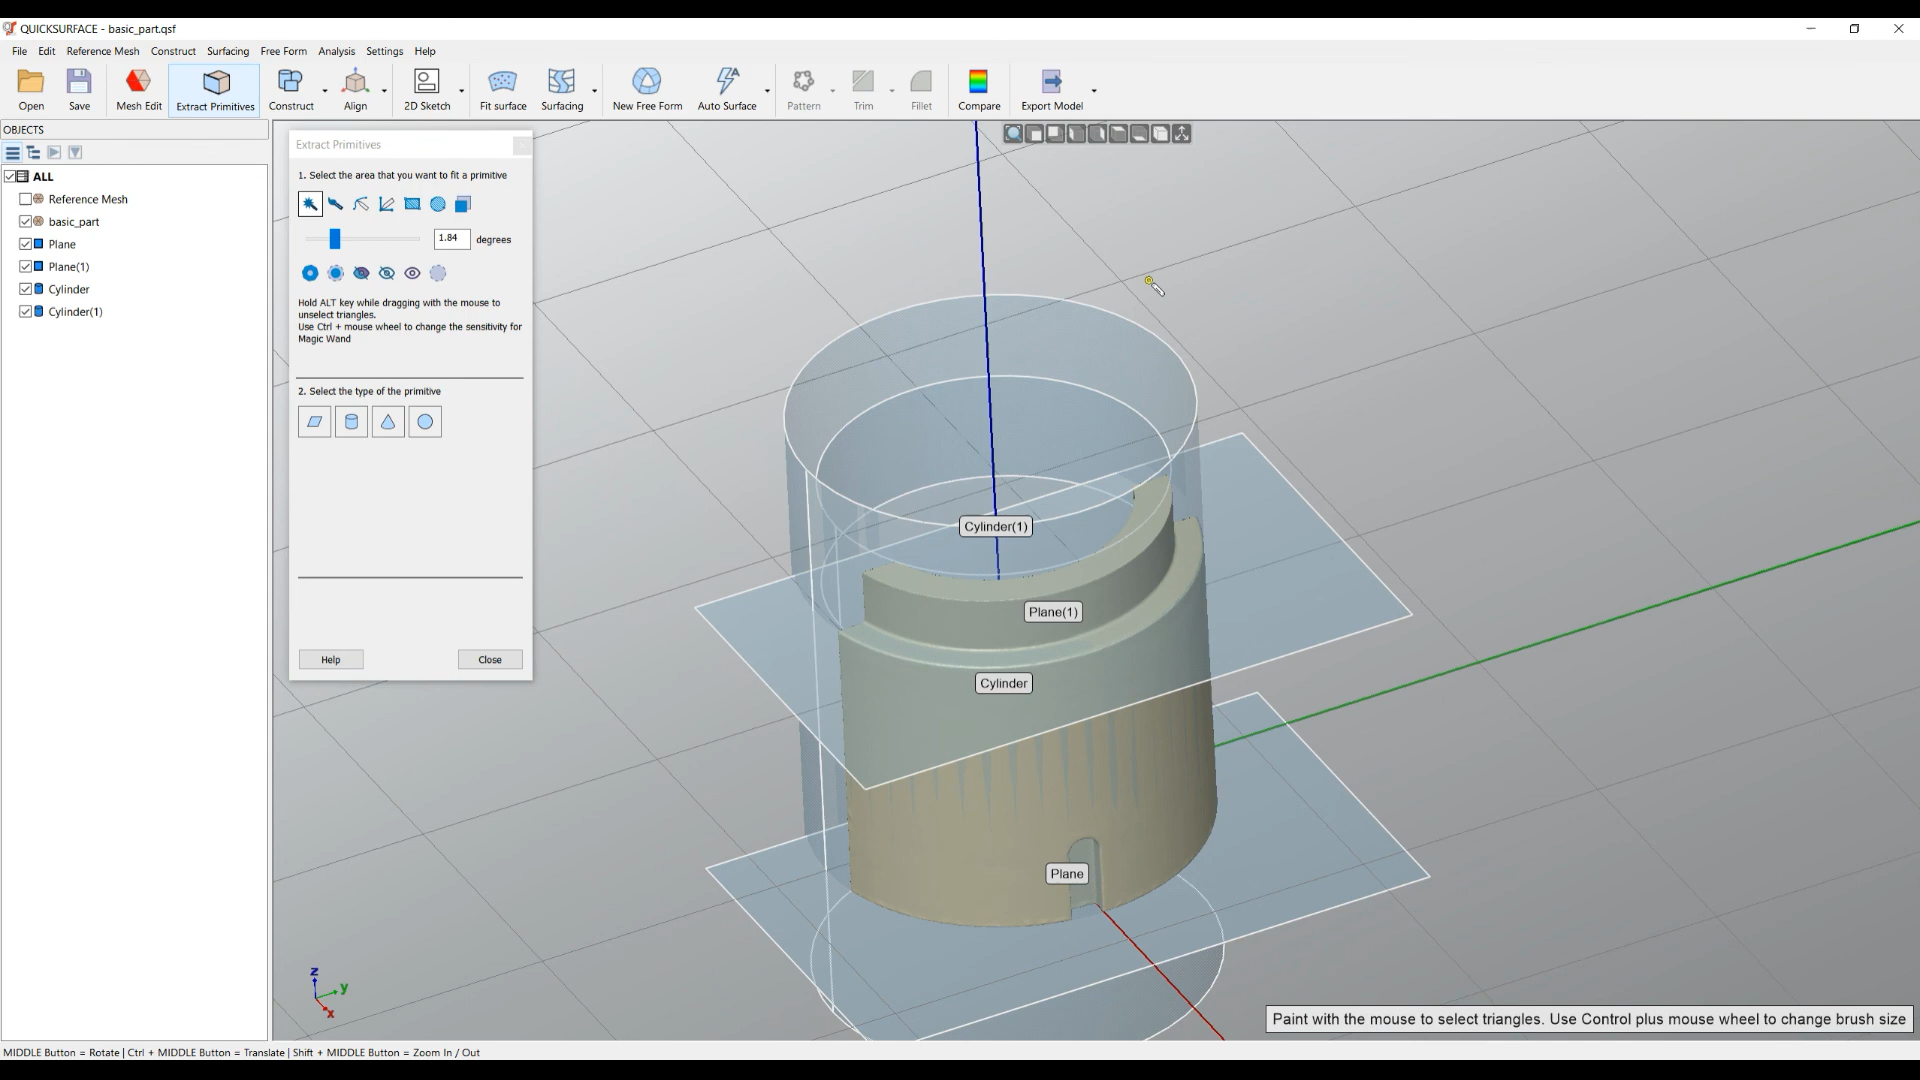 QUICKSURFACE - basic_part.qsf
File Edit Reference Mesh Construct Surfacing Free Form Analysis Settings Help
Open Save Mesh Edit Extract Primitives Construct Align 2D Sketch Fit surface Surfacing New Free Form Auto Surface Pattern Trim Fillet Compare Export Model
OBJECTS
ALL
Reference Mesh
basic_part
Plane
Plane(1)
Cylinder
Cylinder(1)
Extract Primitives
1. Select the area that you want to fit a primitive
1.84 degrees
Hold ALT key while dragging with the mouse to
unselect triangles.
Use Ctrl + mouse wheel to change the sensitivity for
Magic Wand
2. Select the type of the primitive
Help Close
Cylinder(1)
Plane(1)
Cylinder
Plane
z
y
x
Paint with the mouse to select triangles. Use Control plus mouse wheel to change brush size
MIDDLE Button = Rotate | Ctrl + MIDDLE Button = Translate | Shift + MIDDLE Button = Zoom In / Out